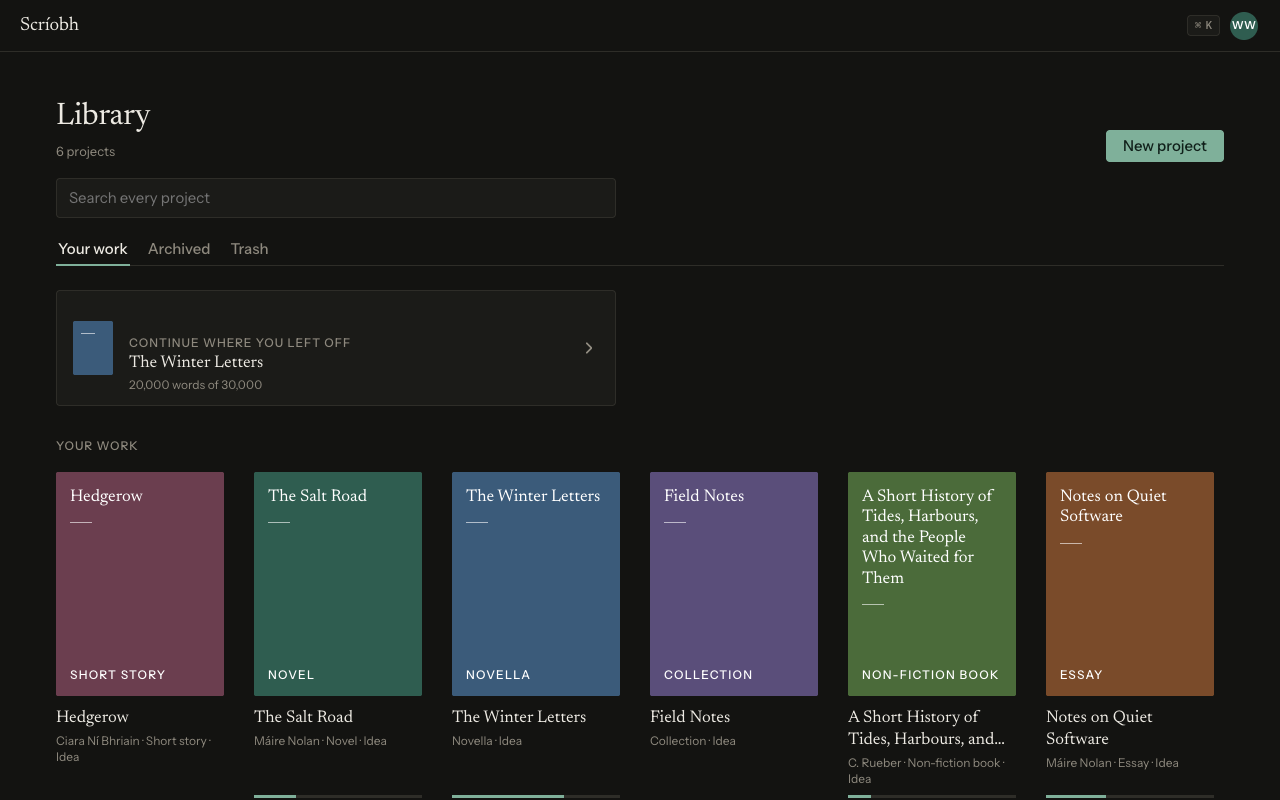 Scríobh
⌘ K
WW
Library
6 projects
New project
Search every project
Your work
Archived
Trash
CONTINUE WHERE YOU LEFT OFF
The Winter Letters
20,000 words of 30,000
YOUR WORK
Hedgerow
SHORT STORY
Hedgerow
Ciara Ní Bhriain · Short story ·
Idea
The Salt Road
NOVEL
The Salt Road
Máire Nolan · Novel · Idea
The Winter Letters
NOVELLA
The Winter Letters
Novella · Idea
Field Notes
COLLECTION
Field Notes
Collection · Idea
A Short History of
Tides, Harbours,
and the People
Who Waited for
Them
NON-FICTION BOOK
A Short History of
Tides, Harbours, and…
C. Rueber · Non-fiction book ·
Idea
Notes on Quiet
Software
ESSAY
Notes on Quiet
Software
Máire Nolan · Essay · Idea